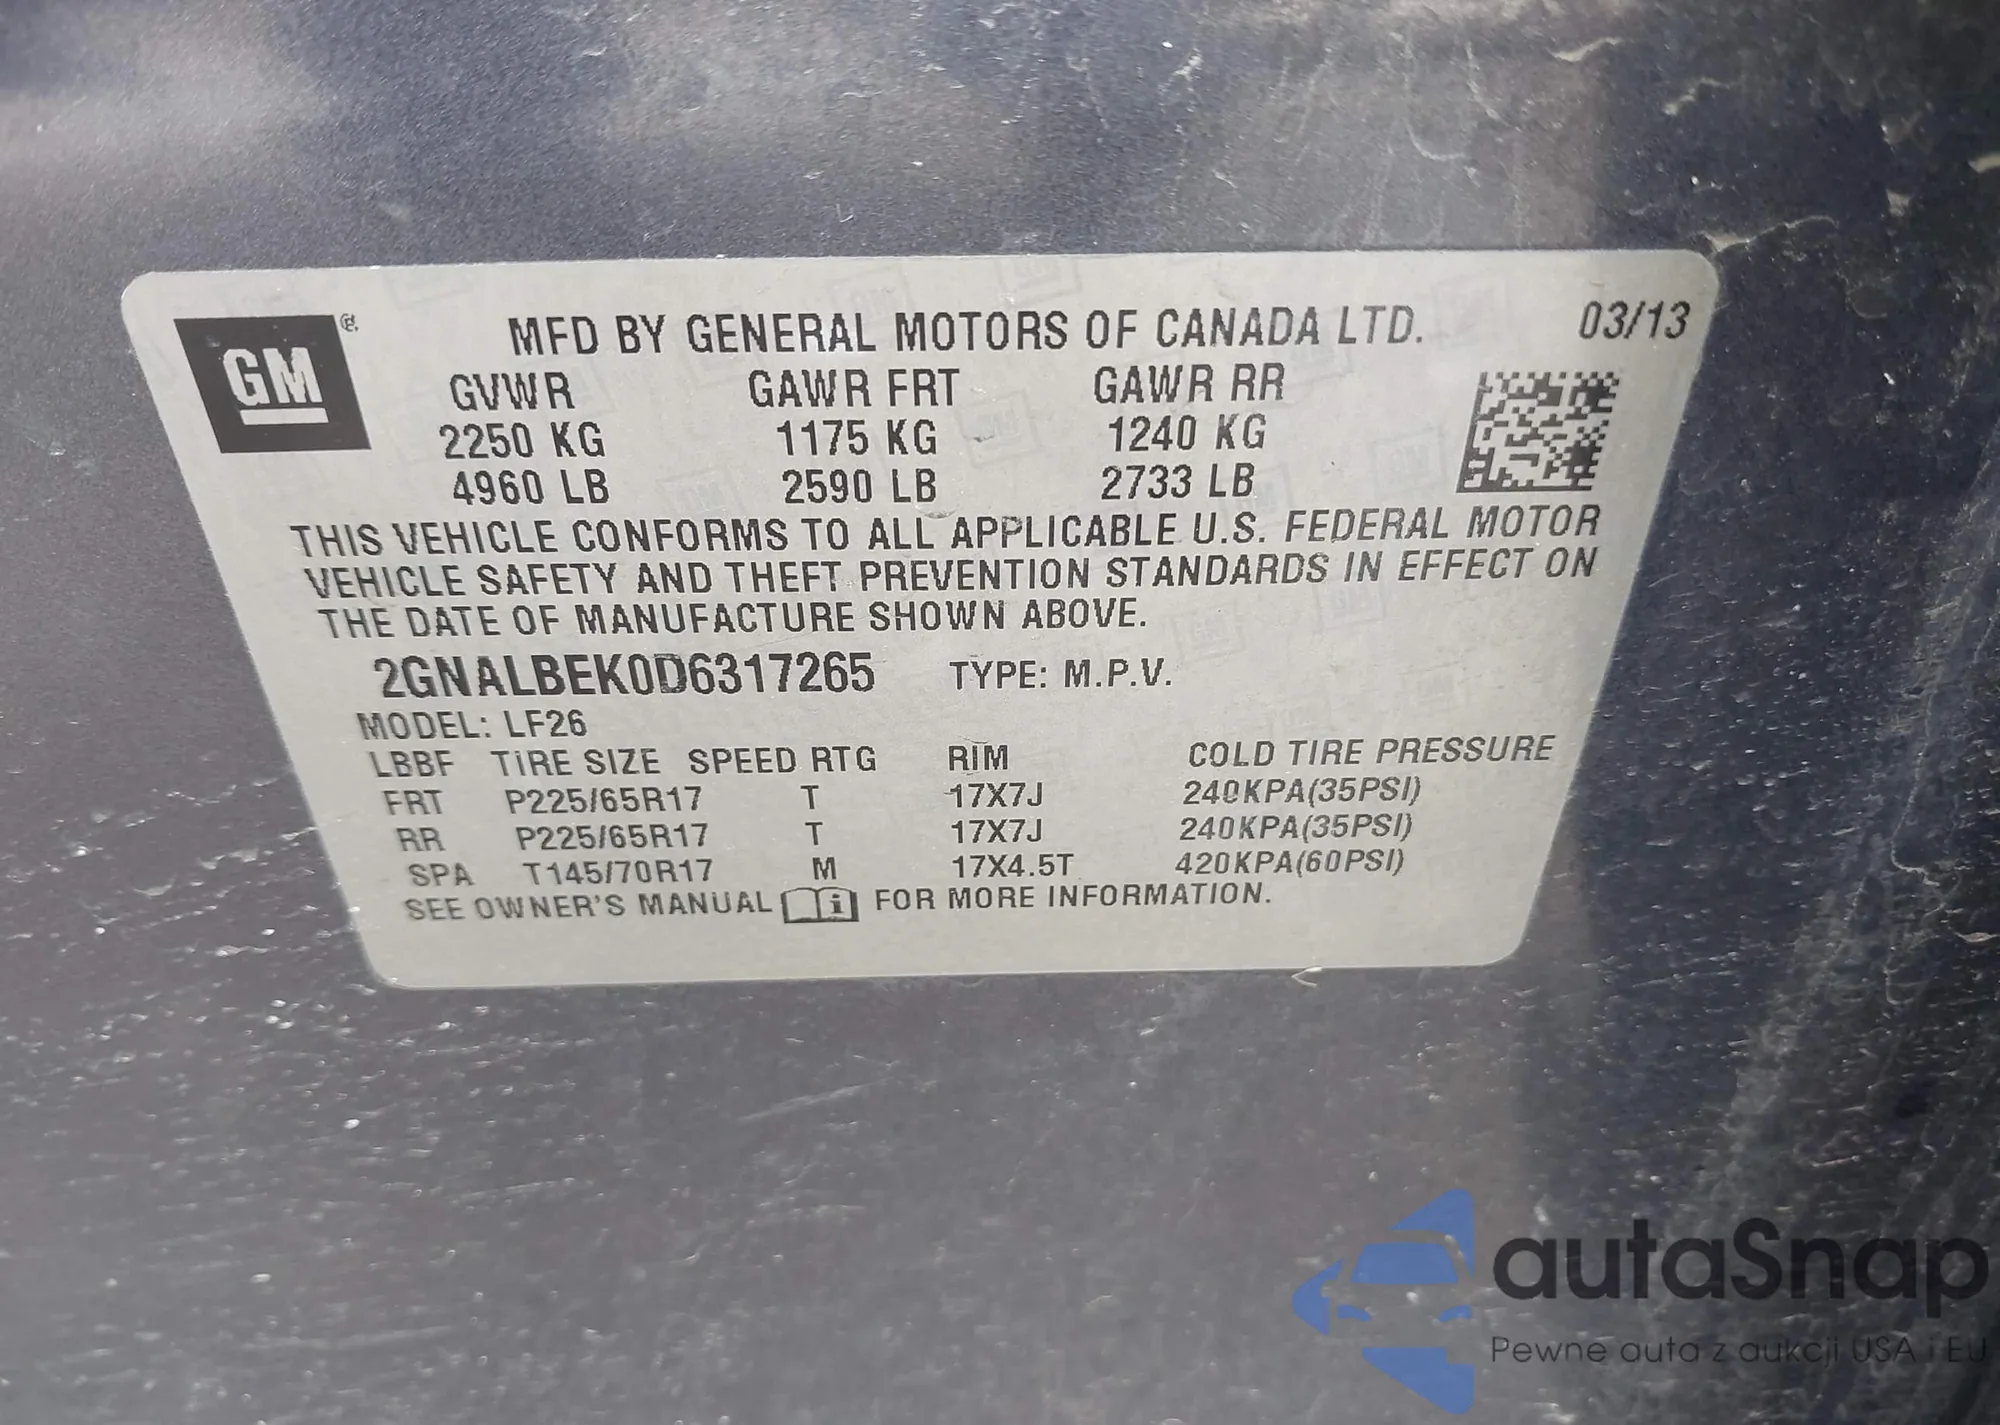 GM ® MFD BY GENERAL MOTORS OF CANADA LTD. 03/13
GVWR GAWR FRT GAWR RR
2250 KG 1175 KG 1240 KG
4960 LB 2590 LB 2733 LB
THIS VEHICLE CONFORMS TO ALL APPLICABLE U.S. FEDERAL MOTOR
VEHICLE SAFETY AND THEFT PREVENTION STANDARDS IN EFFECT ON
THE DATE OF MANUFACTURE SHOWN ABOVE.
2GNALBEK0D6317265 TYPE: M.P.V.
MODEL: LF26
LBBF TIRE SIZE SPEED RTG RIM COLD TIRE PRESSURE
FRT P225/65R17 T 17X7J 240KPA(35PSI)
RR P225/65R17 T 17X7J 240KPA(35PSI)
SPA T145/70R17 M 17X4.5T 420KPA(60PSI)
SEE OWNER'S MANUAL i FOR MORE INFORMATION.
autaSnap
Pewne auta z aukcji USA i EU